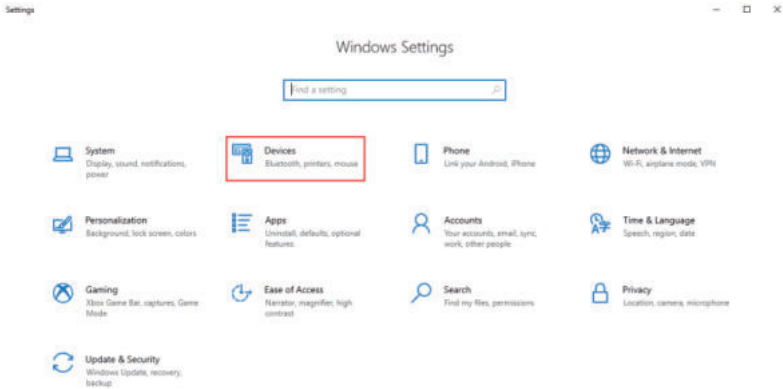 Settings
Windows Settings
Find a setting
System
Display, sound, notifications,
power
Devices
Bluetooth, printers, mouse
Phone
Link your Android, iPhone
Network & Internet
Wi-Fi, airplane mode, VPN
Personalization
Background, lock screen, colors
Apps
Uninstall, defaults, optional
features
Accounts
Your accounts, email, sync,
work, other people
Time & Language
Speech, region, date
Gaming
Xbox Game Bar, captures, Game
Mode
Ease of Access
Narrator, magnifier, high
contrast
Search
Find my files, permissions
Privacy
Location, camera, microphone
Update & Security
Windows Update, recovery,
backup